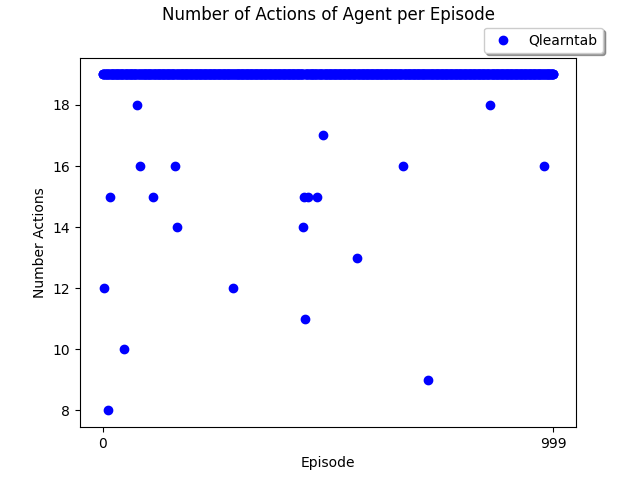 Number of Actions of Agent per Episode
Qlearntab
18
16
14
12
10
8
Number Actions
0
999
Episode